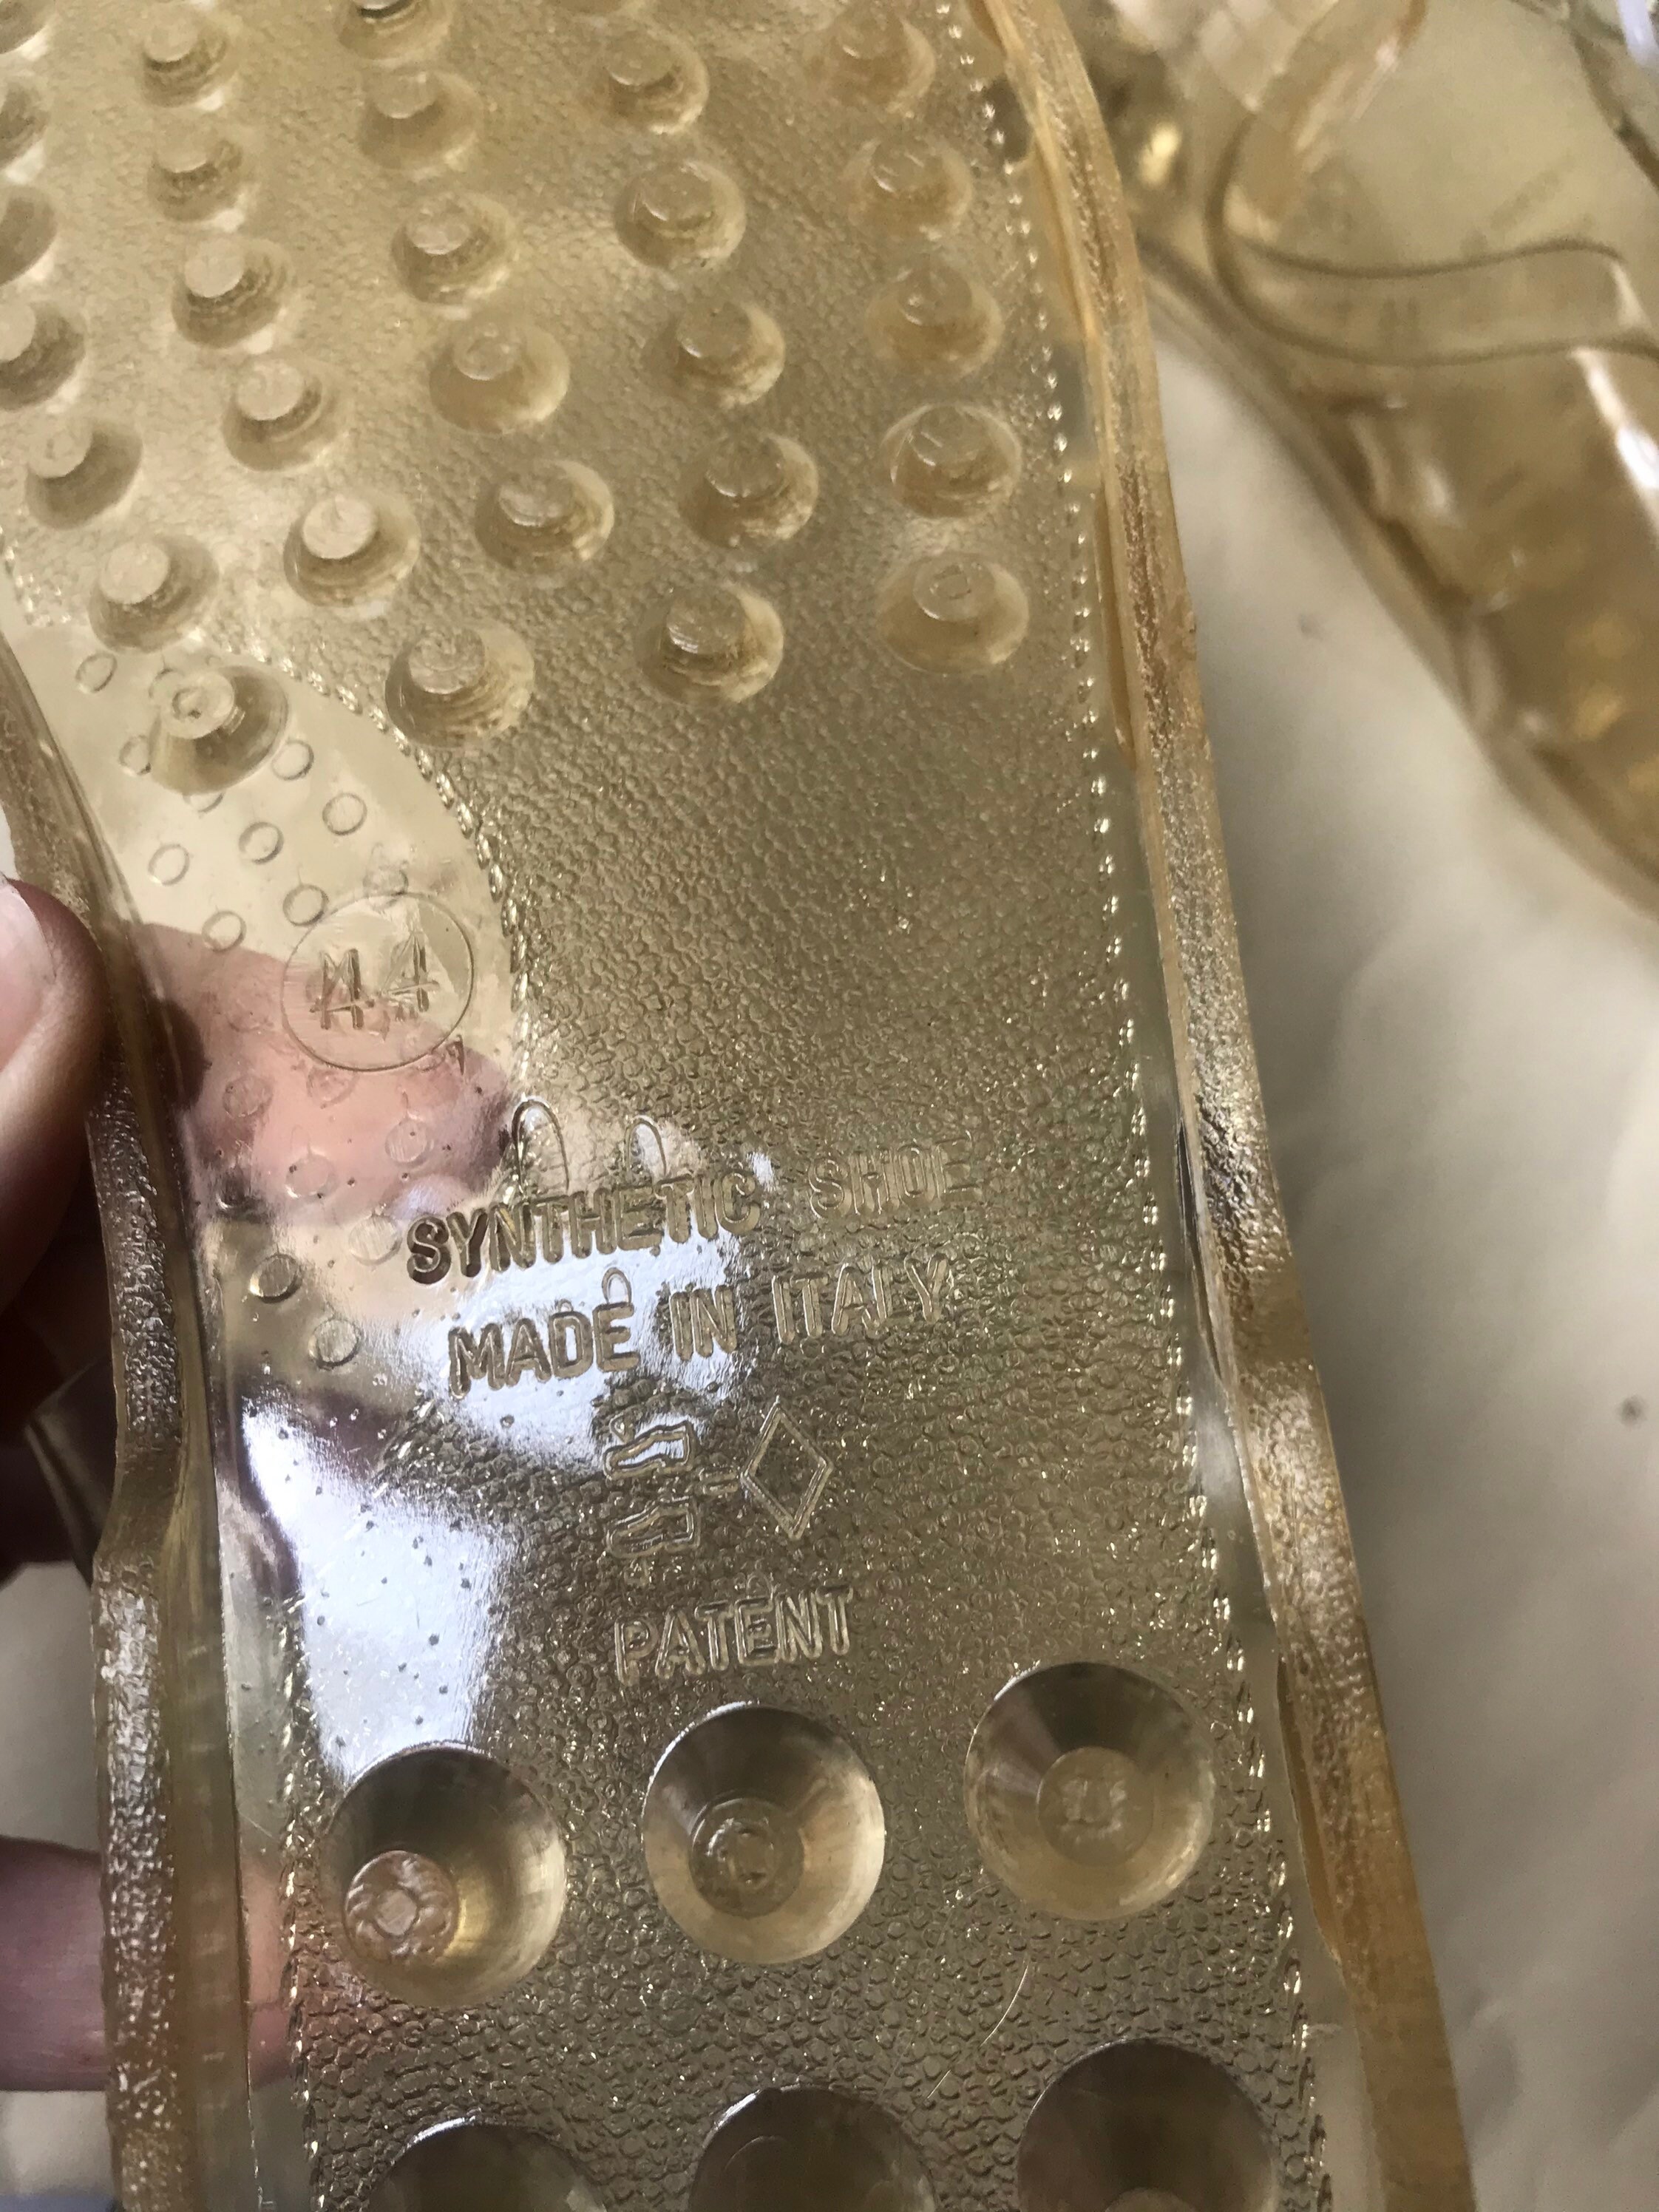 44
SYNTHETIC SHOE
MADE IN ITALY
PATENT